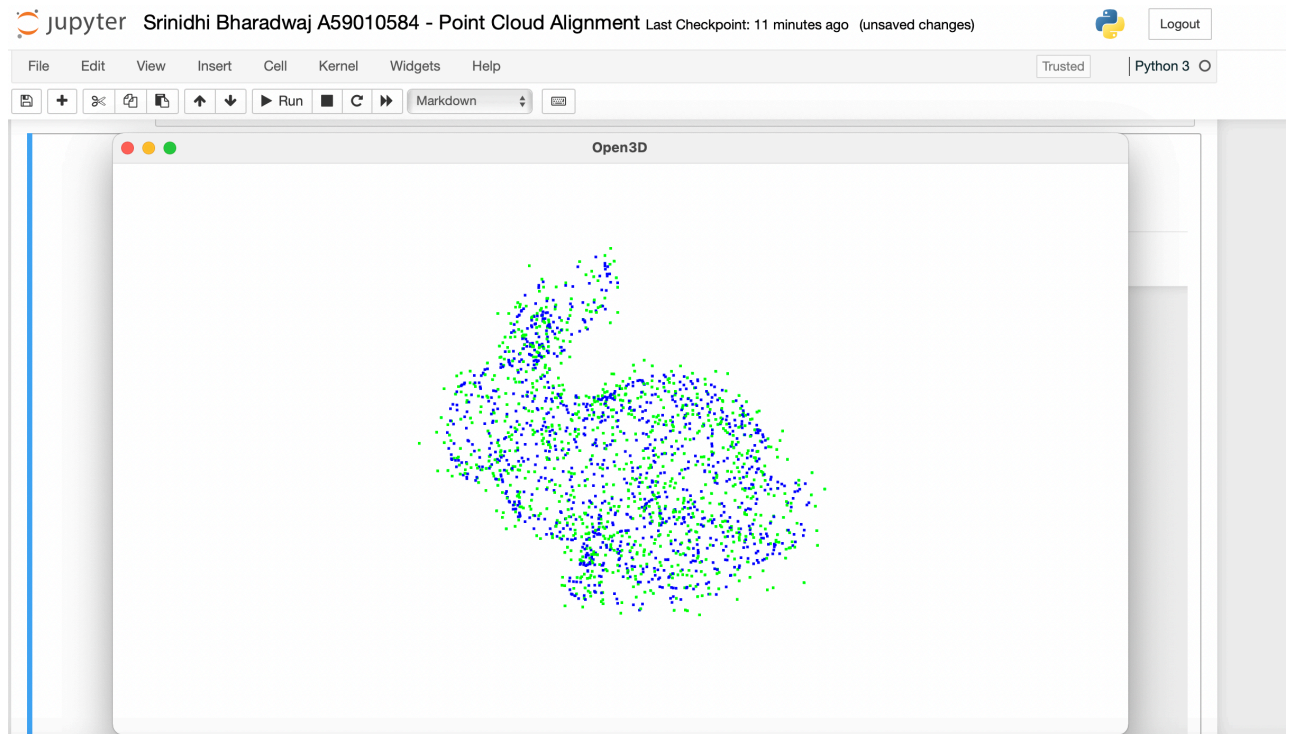 jupyter Srinidhi Bharadwaj A59010584 - Point Cloud Alignment Last Checkpoint: 11 minutes ago (unsaved changes) Logout
File Edit View Insert Cell Kernel Widgets Help Trusted Python 3
Run Markdown
Open3D